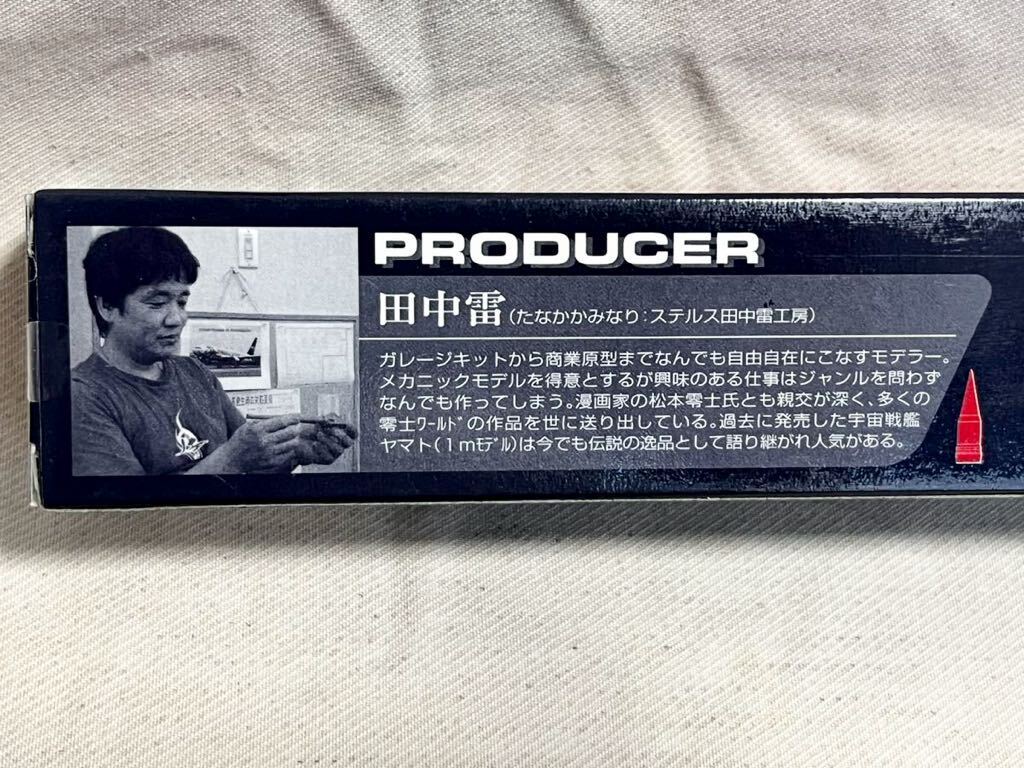 PRODUCER
田中雷(たなかかみなり:ステルス田中雷工房)
ガレージキットから商業原型までなんでも自由自在にこなすモデラー。
メカニックモデルを得意とするが興味のある仕事はジャンルを問わず
なんでも作ってしまう。漫画家の松本零士氏とも親交が深く、多くの
零士ワールドの作品を世に送り出している。過去に発売した宇宙戦艦
ヤマト(1mモデル)は今でも伝説の逸品として語り継がれ人気がある。